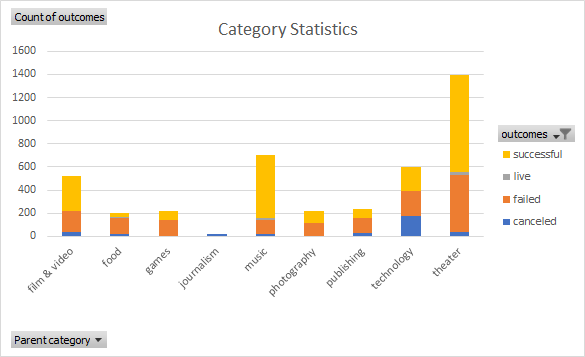 Count of outcomes
Category Statistics
1600
1400
1200
1000
800
600
400
200
0
film & video
food
games
journalism
music
photography
publishing
technology
theater
outcomes
successful
live
failed
canceled
Parent category